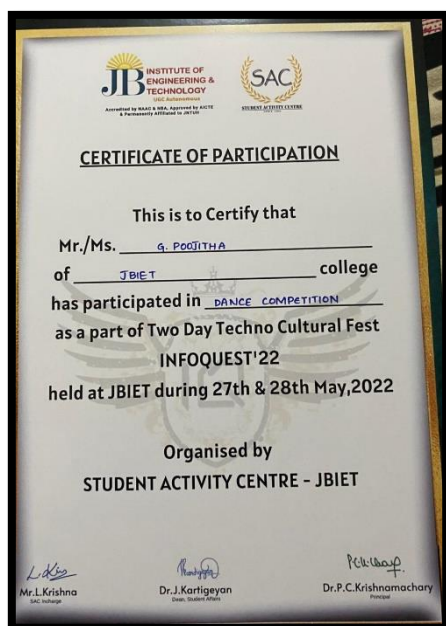 JB INSTITUTE OF
ENGINEERING &
TECHNOLOGY
UGC Autonomous
Accredited by NAAC & NBA, Approved by AICTE
& Permanently Affiliated to JNTUH
SAC
STUDENT ACTIVITY CENTRE
CERTIFICATE OF PARTICIPATION
This is to Certify that
Mr./Ms. G. POOJITHA
of JBIET college
has participated in DANCE COMPETITION
as a part of Two Day Techno Cultural Fest
INFOQUEST'22
held at JBIET during 27th & 28th May,2022
Organised by
STUDENT ACTIVITY CENTRE - JBIET
Mr.L.Krishna
SAC Incharge
Dr.J.Kartigeyan
Dean, Student Affairs
Dr.P.C.Krishnamachary
Principal